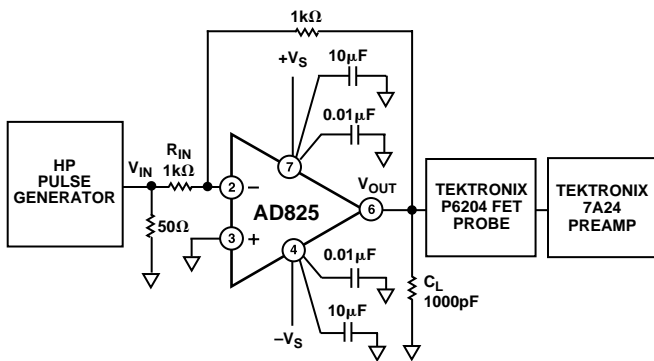 1kΩ
10µF
+VS
0.01µF
HP
PULSE
GENERATOR
VIN
RIN
1kΩ
50Ω
2
−
3
+
7
AD825
4
6
VOUT
TEKTRONIX
P6204 FET
PROBE
TEKTRONIX
7A24
PREAMP
0.01µF
10µF
−VS
CL
1000pF